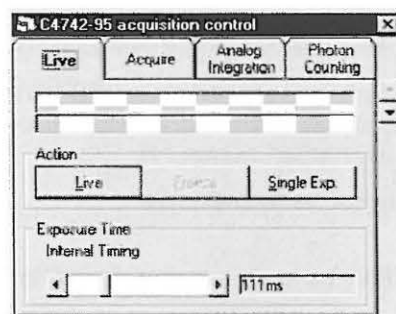 C4742-95 acquisition control
Live
Acquire
Analog
Integration
Photon
Counting
Action
Live
Freeze
Single Exp.
Exposure Time
Internal Timing
111ms